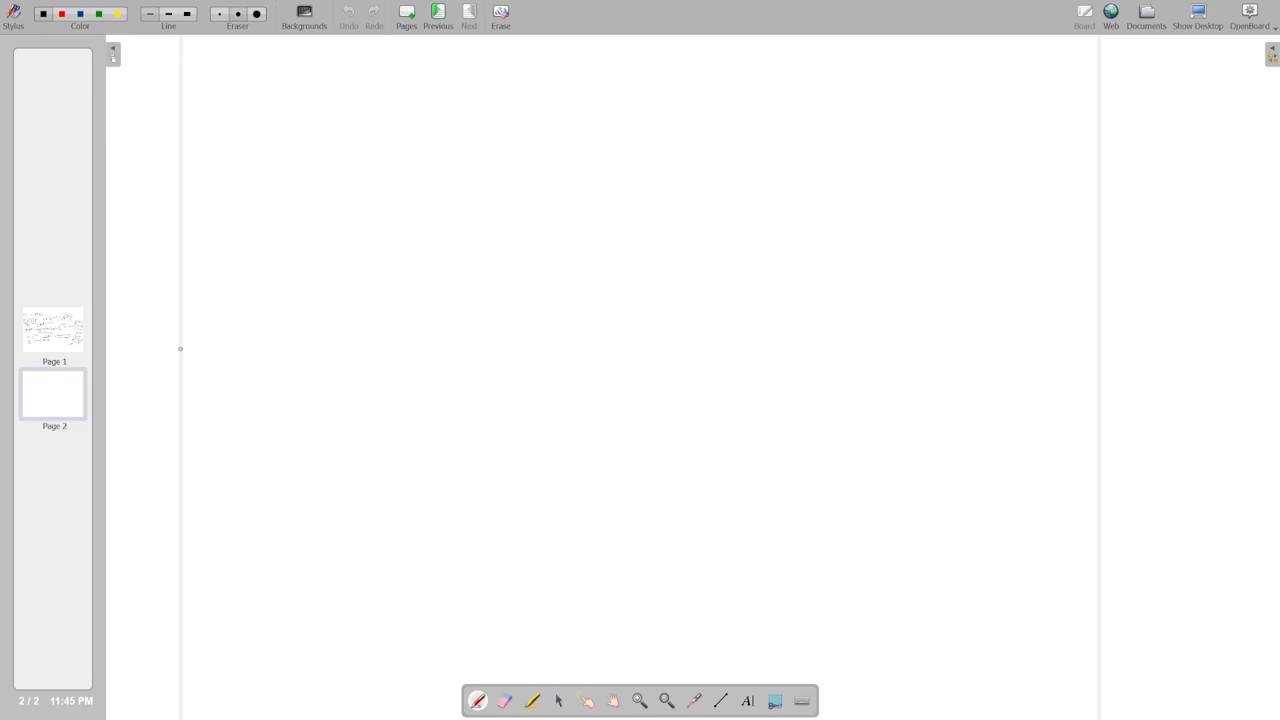 Stylus Color Line Eraser Backgrounds Undo Redo Pages Previous Next Erase Board Web Documents Show Desktop OpenBoard
Page 1
Page 2
2 / 2 11:45 PM
A|